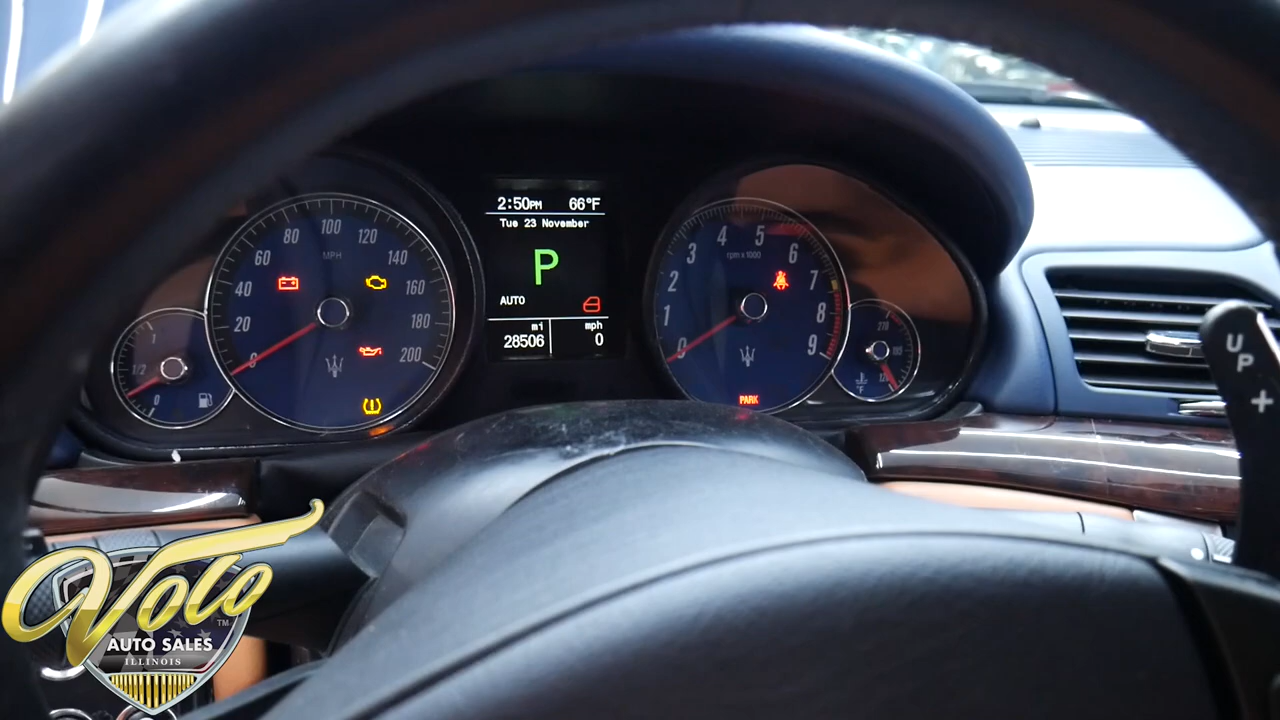 2:50PM 66°F
Tue 23 November
P
AUTO
mi mph
28506 0
0 20 40 60 80 100 120 140 160 180 200
MPH
0 1/2 1
0 1 2 3 4 5 6 7 8 9
rpm x 1000
PARK
°F
UP
+
Volo
TM
AUTO SALES
ILLINOIS